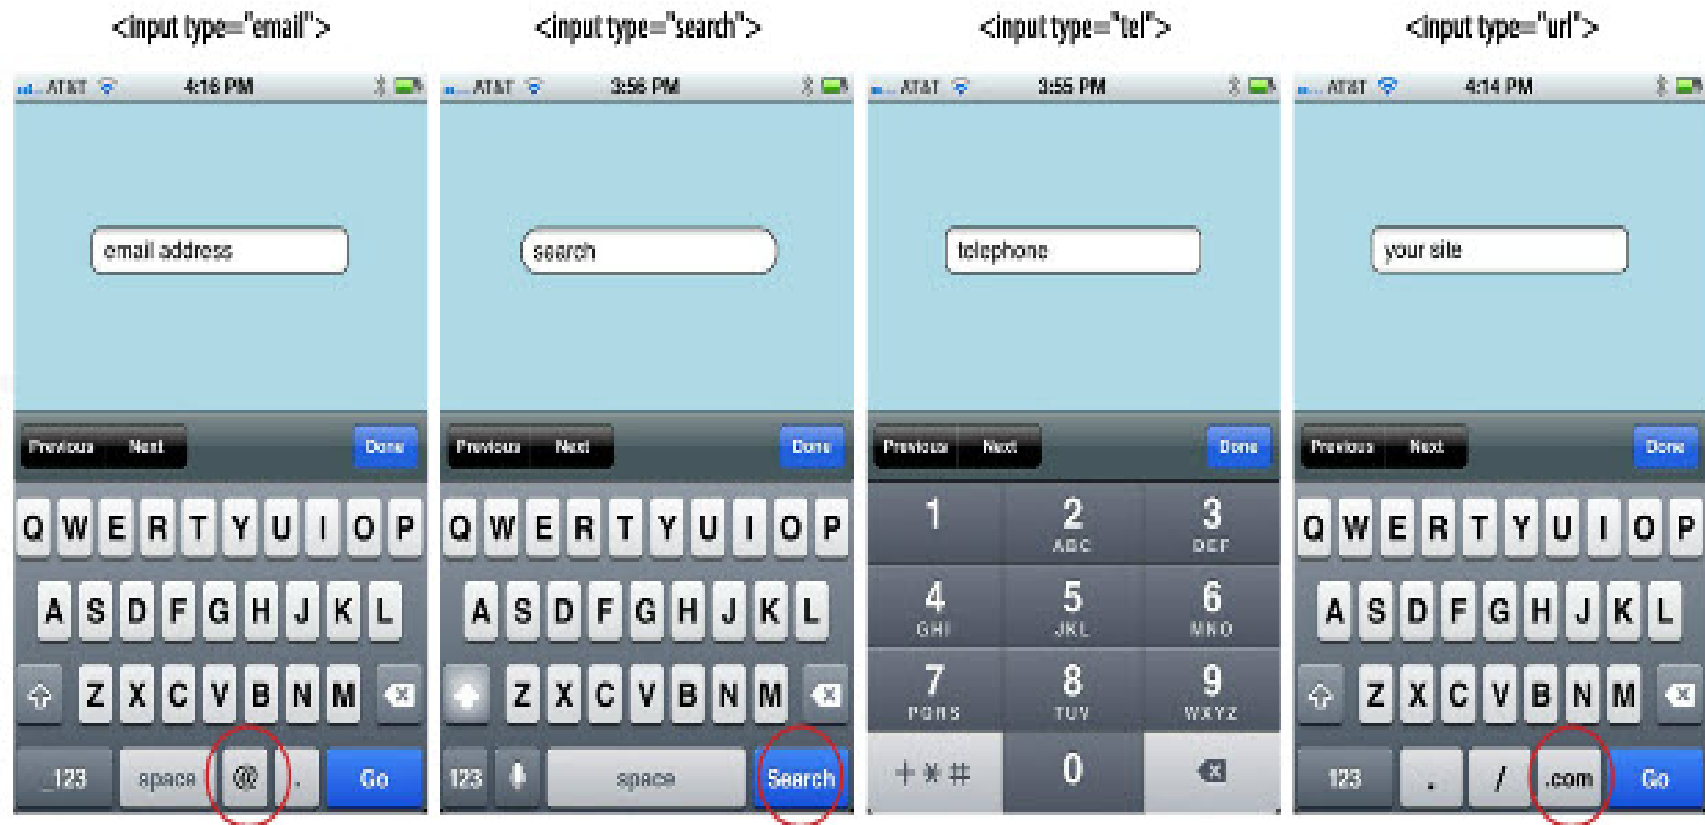 <input type="email">
AT&T 4:16 PM
email address
Previous Next Done
Q W E R T Y U I O P
A S D F G H J K L
Z X C V B N M
_123 space @ . Go
<input type="search">
AT&T 3:56 PM
search
Previous Next Done
Q W E R T Y U I O P
A S D F G H J K L
Z X C V B N M
123 space Search
<input type="tel">
AT&T 3:55 PM
telephone
Previous Next Done
1 2 3
ABC DEF
4 5 6
GHI JKL MNO
7 8 9
PQRS TUV WXYZ
+ * # 0
<input type="url">
AT&T 4:14 PM
your site
Previous Next Done
Q W E R T Y U I O P
A S D F G H J K L
Z X C V B N M
123 . / .com Go